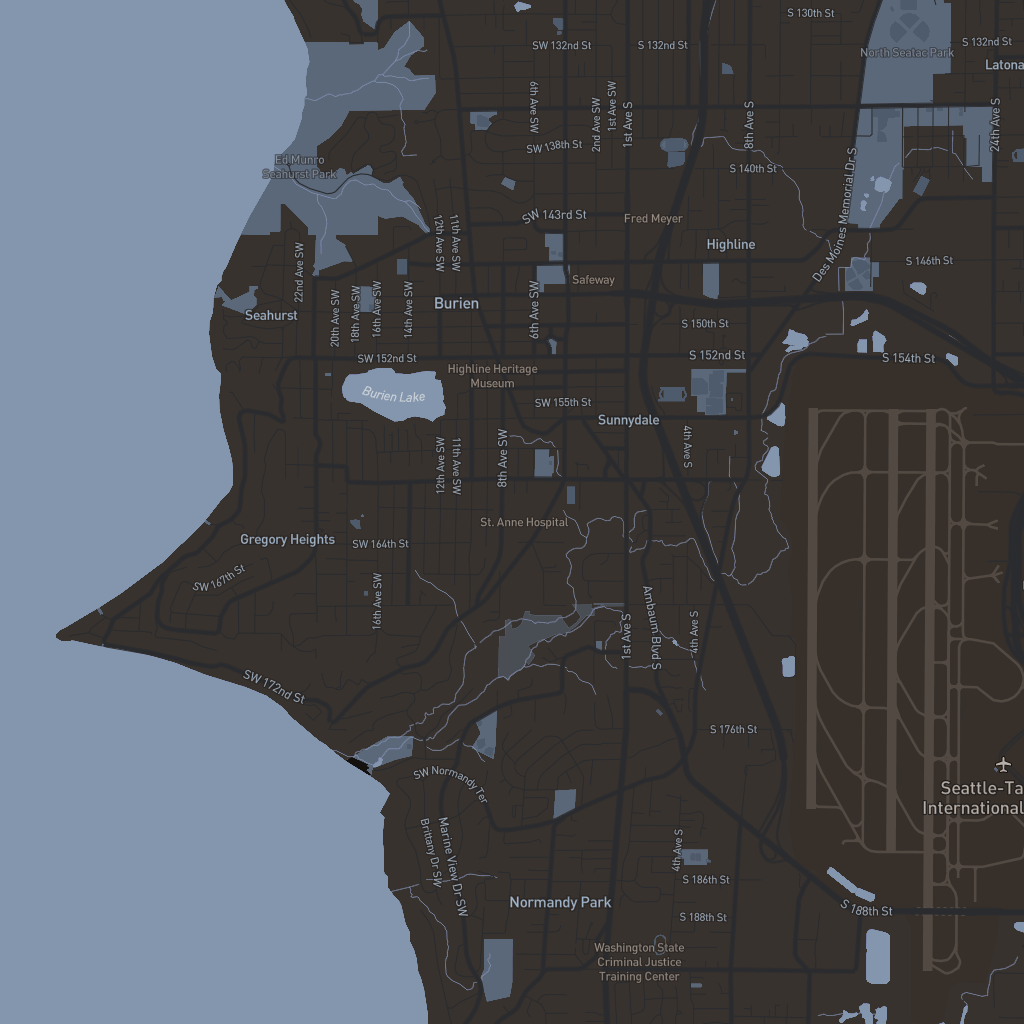 S 130th St
SW 132nd St
S 132nd St
North Seatac Park
S 132nd St
Latona
6th Ave SW
2nd Ave SW
1st Ave SW
1st Ave S
8th Ave S
24th Ave S
SW 138th St
Ed Munro
Seahurst Park
S 140th St
Des Moines Memorial Dr S
12th Ave SW
11th Ave SW
SW 143rd St
Fred Meyer
Highline
22nd Ave SW
S 146th St
Safeway
20th Ave SW
18th Ave SW
16th Ave SW
14th Ave SW
Burien
6th Ave SW
Seahurst
S 150th St
SW 152nd St
S 152nd St
S 154th St
Highline Heritage
Museum
Burien Lake
SW 155th St
Sunnydale
4th Ave S
12th Ave SW
11th Ave SW
8th Ave SW
St. Anne Hospital
Gregory Heights
SW 164th St
SW 167th St
16th Ave SW
Ambaum Blvd S
1st Ave S
4th Ave S
SW 172nd St
S 176th St
SW Normandy Ter
Seattle-Ta
International
Marine View Dr SW
Brittany Dr SW
4th Ave S
S 186th St
Normandy Park
S 188th St
S 188th St
Washington State
Criminal Justice
Training Center